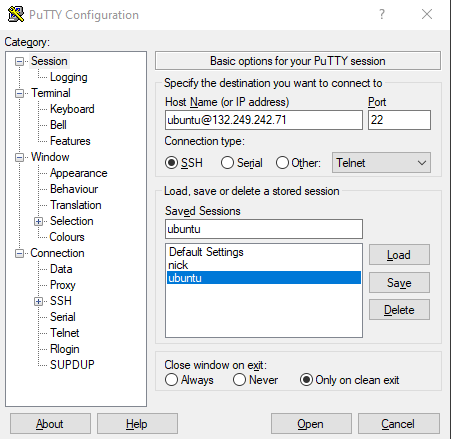 PuTTY Configuration
?
Category:
Session
Logging
Terminal
Keyboard
Bell
Features
Window
Appearance
Behaviour
Translation
Selection
Colours
Connection
Data
Proxy
SSH
Serial
Telnet
Rlogin
SUPDUP
Basic options for your PuTTY session
Specify the destination you want to connect to
Host Name (or IP address) Port
ubuntu@132.249.242.71 22
Connection type:
SSH Serial Other: Telnet
Load, save or delete a stored session
Saved Sessions
ubuntu
Default Settings
nick
ubuntu
Load
Save
Delete
Close window on exit:
Always Never Only on clean exit
About Help Open Cancel